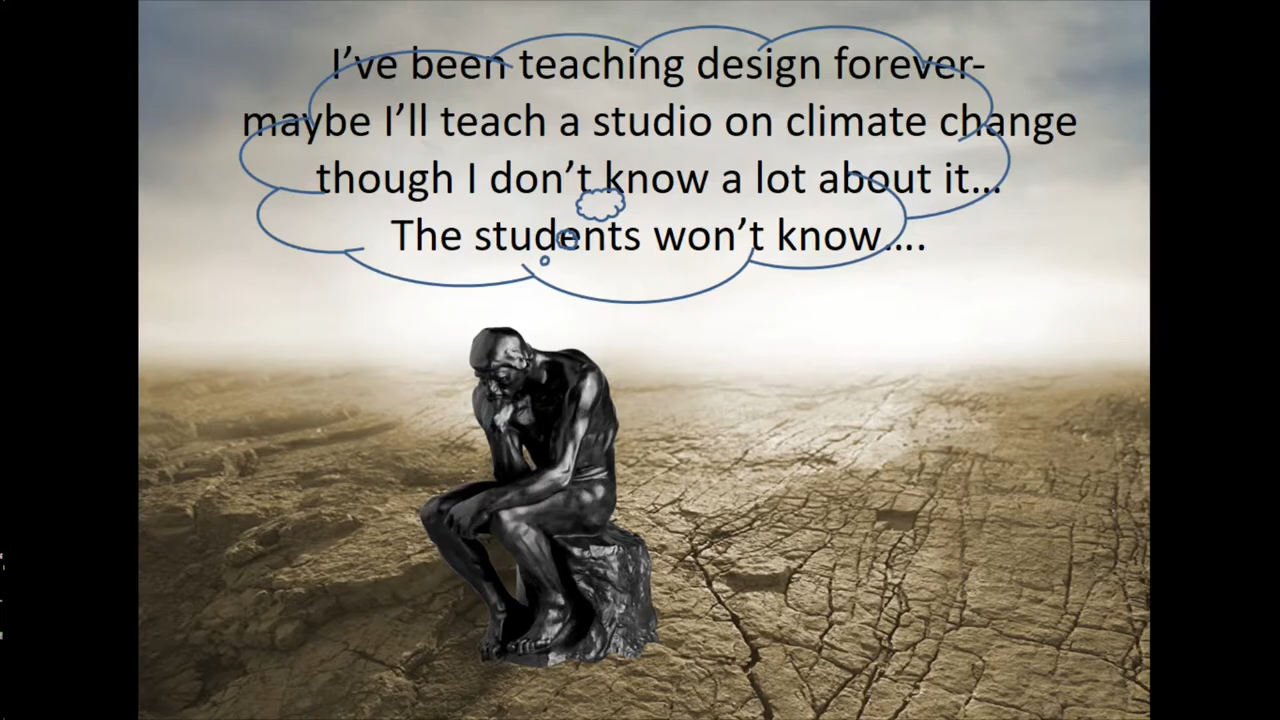 I’ve been teaching design forever-
maybe I’ll teach a studio on climate change
though I don’t know a lot about it…
The students won’t know….